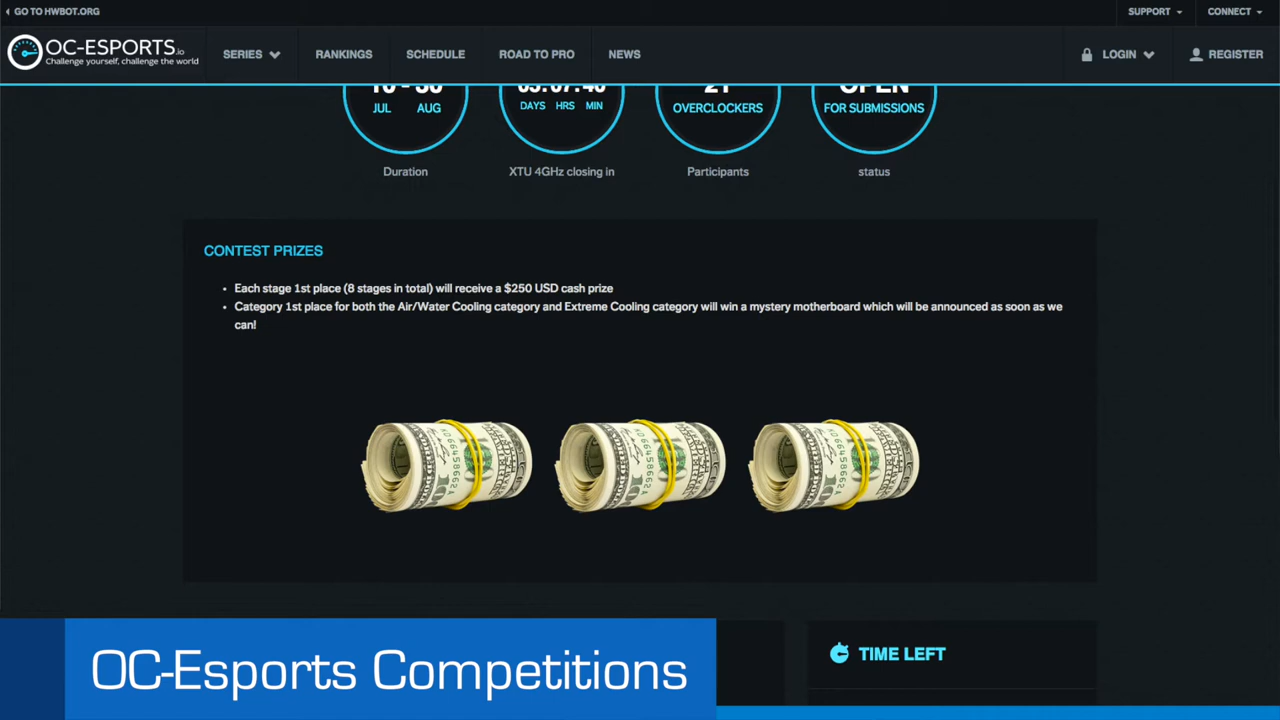 GO TO HWBOT.ORG
SUPPORT
CONNECT
OC-ESPORTS.io
Challenge yourself, challenge the world
SERIES
RANKINGS
SCHEDULE
ROAD TO PRO
NEWS
LOGIN
REGISTER
JUL AUG
DAYS HRS MIN
OVERCLOCKERS
OPEN
FOR SUBMISSIONS
Duration
XTU 4GHz closing in
Participants
status
CONTEST PRIZES
Each stage 1st place (8 stages in total) will receive a $250 USD cash prize
Category 1st place for both the Air/Water Cooling category and Extreme Cooling category will win a mystery motherboard which will be announced as soon as we
can!
TIME LEFT
OC-Esports Competitions